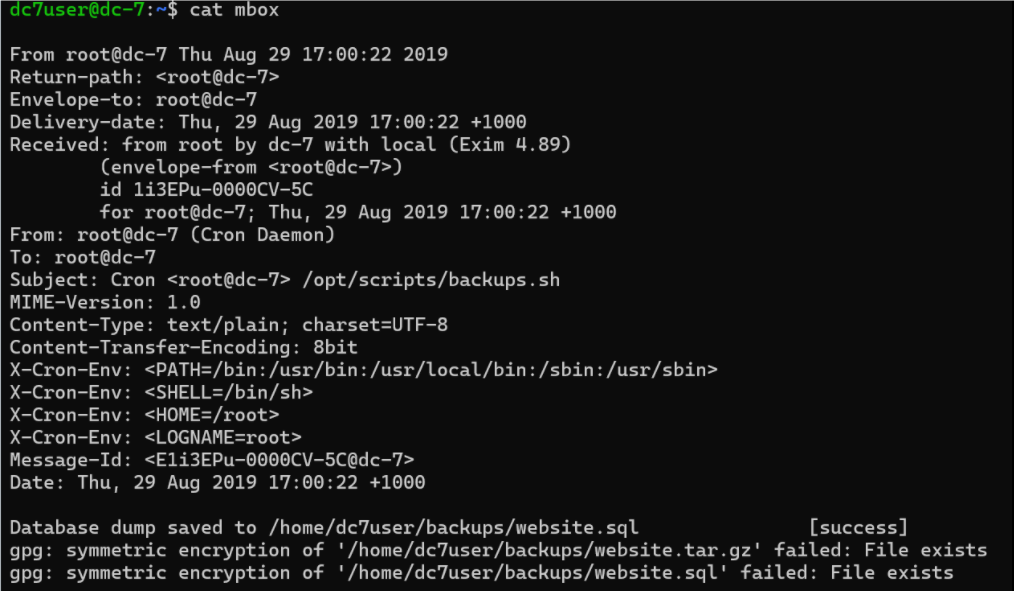 dc7user@dc-7:~$ cat mbox
From root@dc-7 Thu Aug 29 17:00:22 2019
Return-path: <root@dc-7>
Envelope-to: root@dc-7
Delivery-date: Thu, 29 Aug 2019 17:00:22 +1000
Received: from root by dc-7 with local (Exim 4.89)
        (envelope-from <root@dc-7>)
        id 1i3EPu-0000CV-5C
        for root@dc-7; Thu, 29 Aug 2019 17:00:22 +1000
From: root@dc-7 (Cron Daemon)
To: root@dc-7
Subject: Cron <root@dc-7> /opt/scripts/backups.sh
MIME-Version: 1.0
Content-Type: text/plain; charset=UTF-8
Content-Transfer-Encoding: 8bit
X-Cron-Env: <PATH=/bin:/usr/bin:/usr/local/bin:/sbin:/usr/sbin>
X-Cron-Env: <SHELL=/bin/sh>
X-Cron-Env: <HOME=/root>
X-Cron-Env: <LOGNAME=root>
Message-Id: <E1i3EPu-0000CV-5C@dc-7>
Date: Thu, 29 Aug 2019 17:00:22 +1000
Database dump saved to /home/dc7user/backups/website.sql               [success]
gpg: symmetric encryption of '/home/dc7user/backups/website.tar.gz' failed: File exists
gpg: symmetric encryption of '/home/dc7user/backups/website.sql' failed: File exists